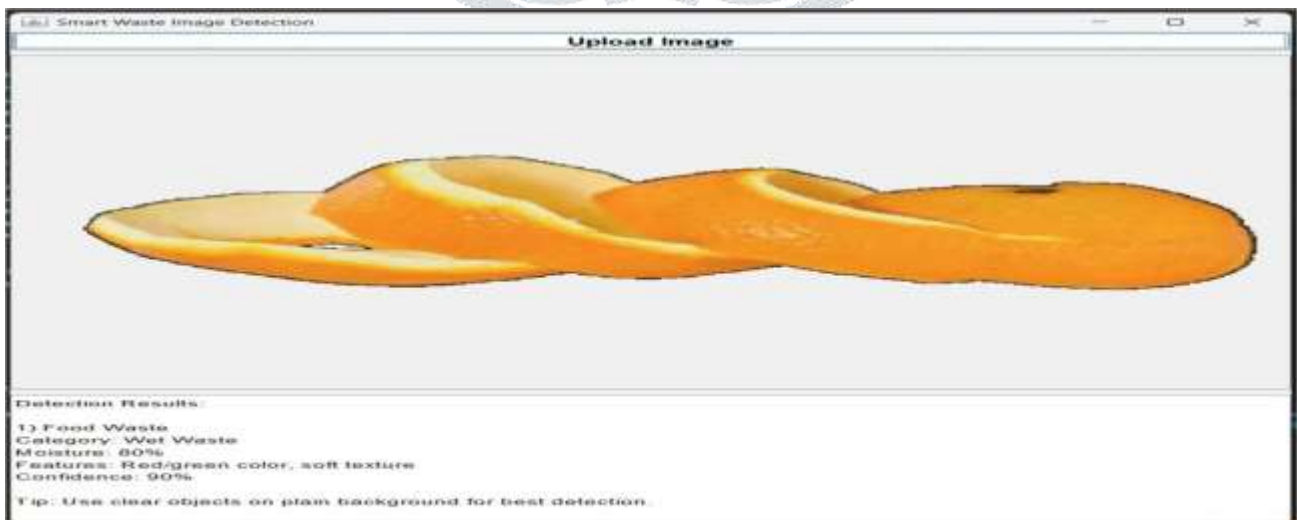 Smart Waste Image Detection
Upload Image
Detection Results:
1) Food Waste
Category: Wet Waste
Moisture: 80%
Features: Red/green color, soft texture
Confidence: 90%
Tip: Use clear objects on plain background for best detection.